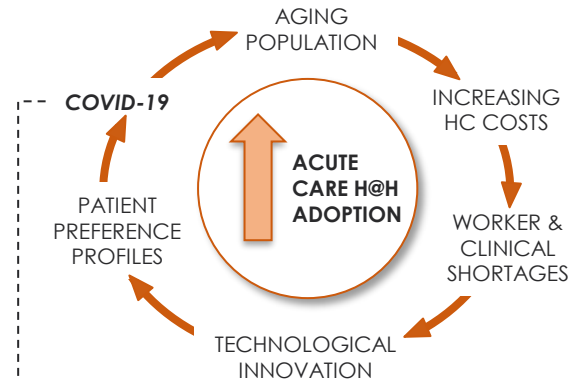 AGING
POPULATION
INCREASING
HC COSTS
WORKER &
CLINICAL
SHORTAGES
TECHNOLOGICAL
INNOVATION
PATIENT
PREFERENCE
PROFILES
COVID-19
ACUTE
CARE H@H
ADOPTION